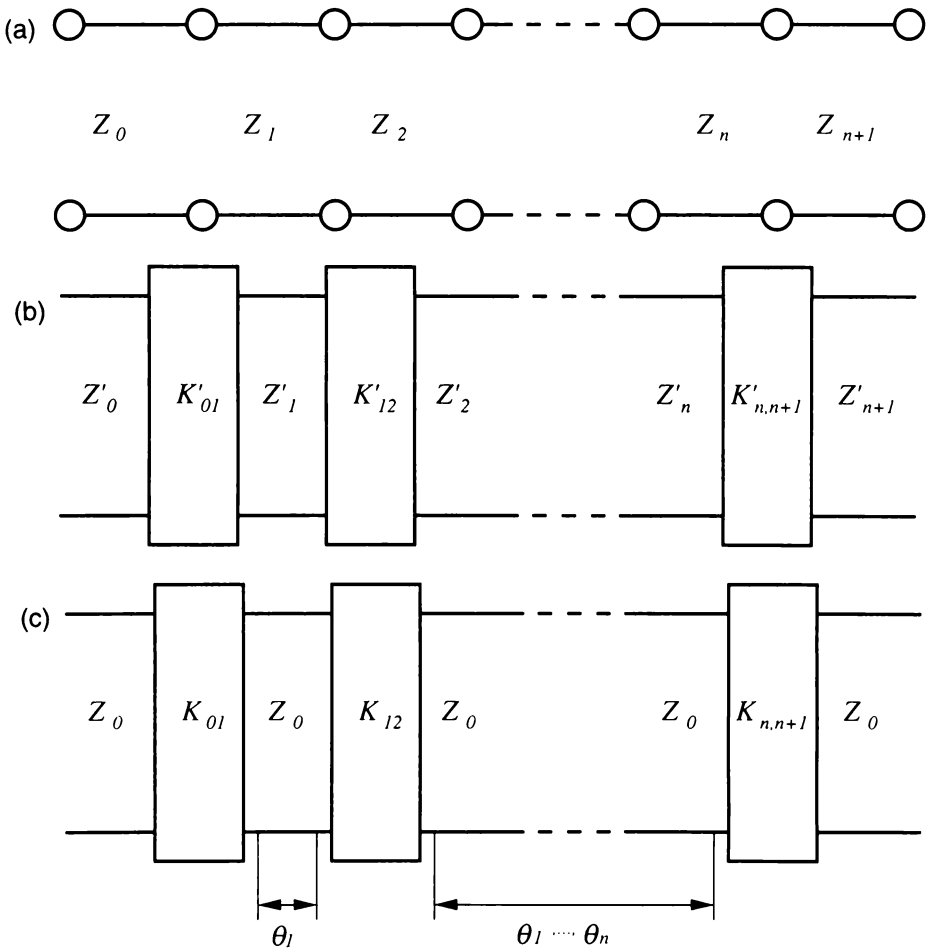 (a)
Z₀ Z₁ Z₂ Zₙ Zₙ₊₁
(b)
Z'₀ K'₀₁ Z'₁ K'₁₂ Z'₂ Z'ₙ K'ₙ,ₙ₊₁ Z'ₙ₊₁
(c)
Z₀ K₀₁ Z₀ K₁₂ Z₀ Z₀ Kₙ,ₙ₊₁ Z₀
θ₁ θ₁ ..... θₙ